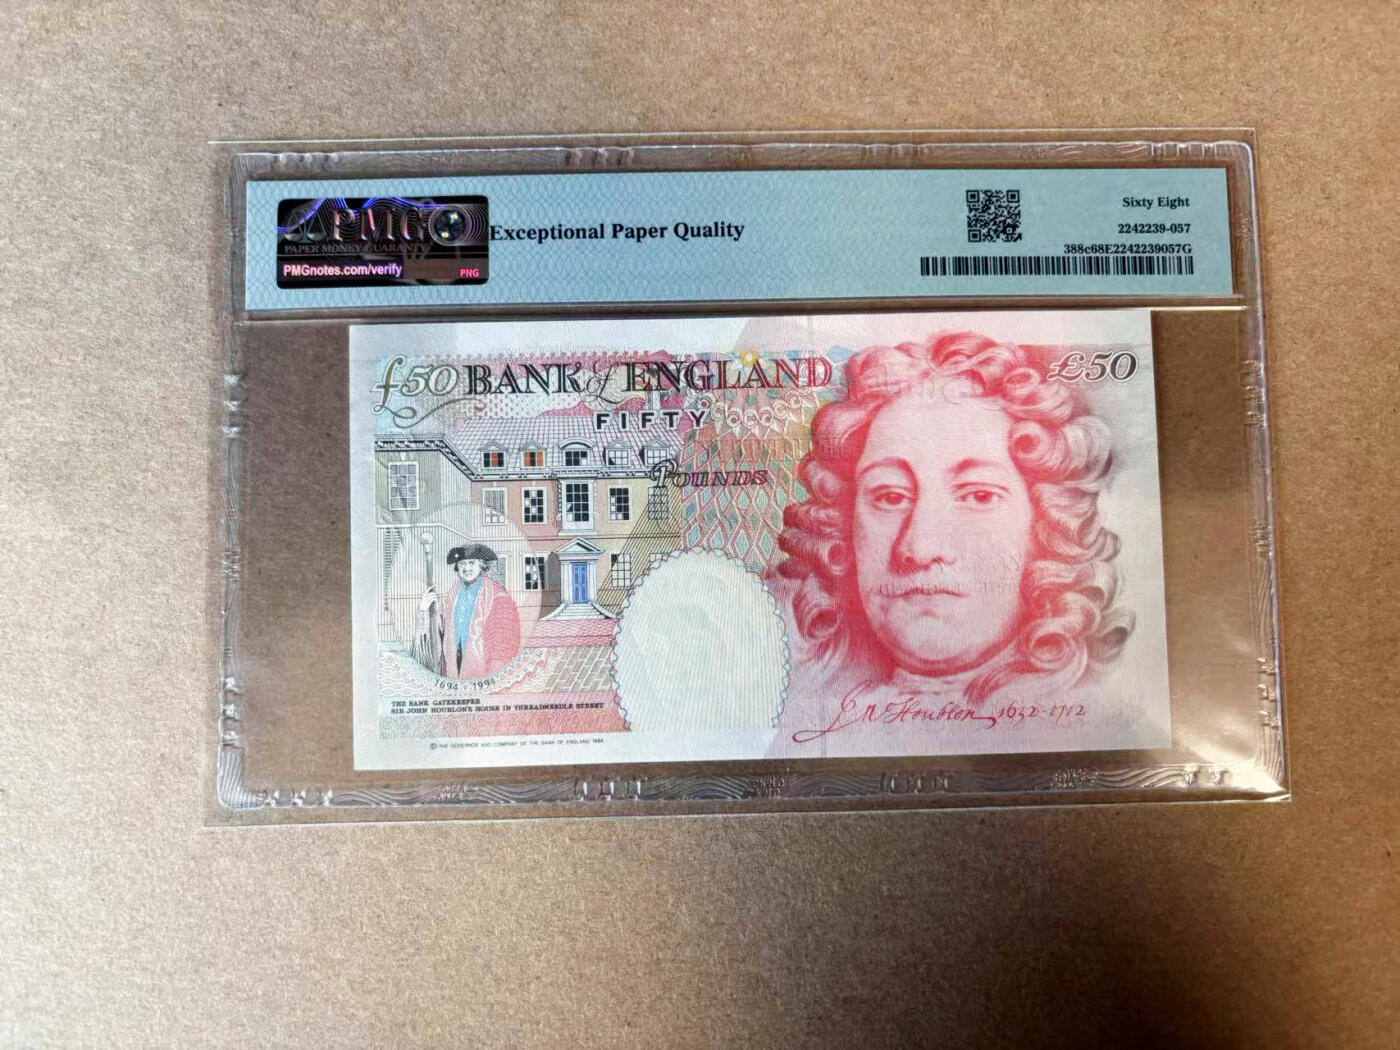 PMG
PAPER MONEY GUARANTY
PMGnotes.com/verify
PNG
Exceptional Paper Quality
Sixty Eight
2242239-057
388c68E2242239057G
£50 BANK of ENGLAND
FIFTY
POUNDS
£50
1694 1994
THE BANK GATEKEEPER
SIR JOHN HOUBLON'S HOUSE IN THREADNEEDLE STREET
© THE GOVERNOR AND COMPANY OF THE BANK OF ENGLAND 1994
Houblon 1632-1712